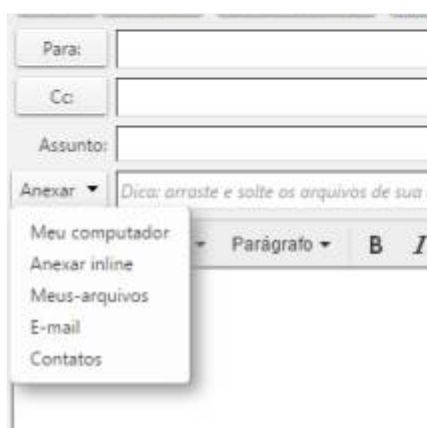 Para:
Cc:
Assunto:
Anexar Dica: arraste e solte os arquivos de sua
Meu computador
Parágrafo B I
Anexar inline
Meus-arquivos
E-mail
Contatos